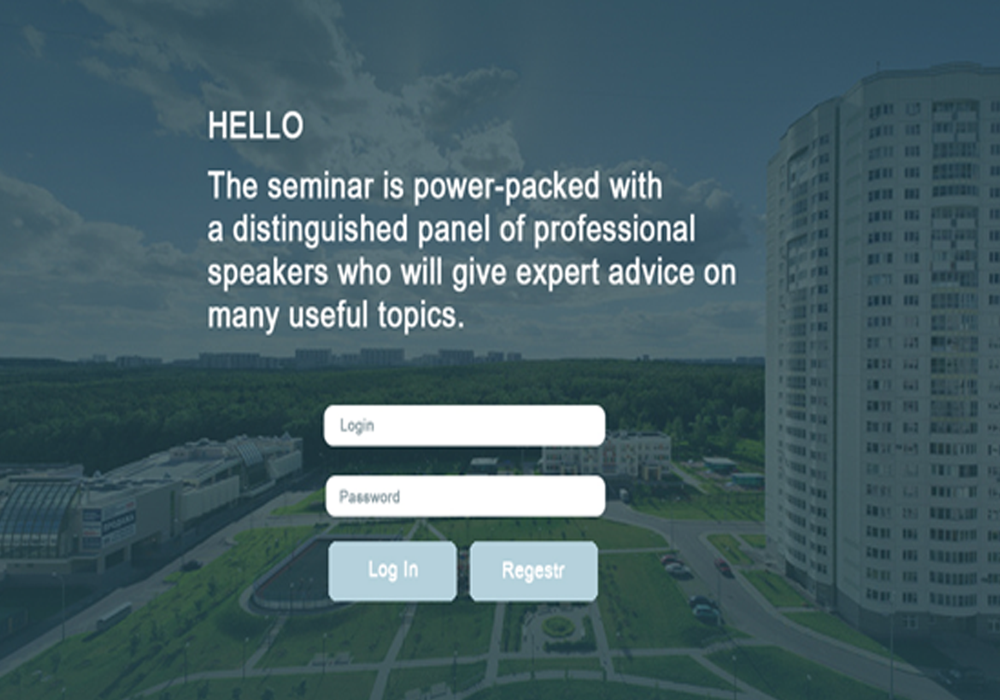 HELLO
The seminar is power-packed with
a distinguished panel of professional
speakers who will give expert advice on
many useful topics.
Login
Password
Log In
Regestr